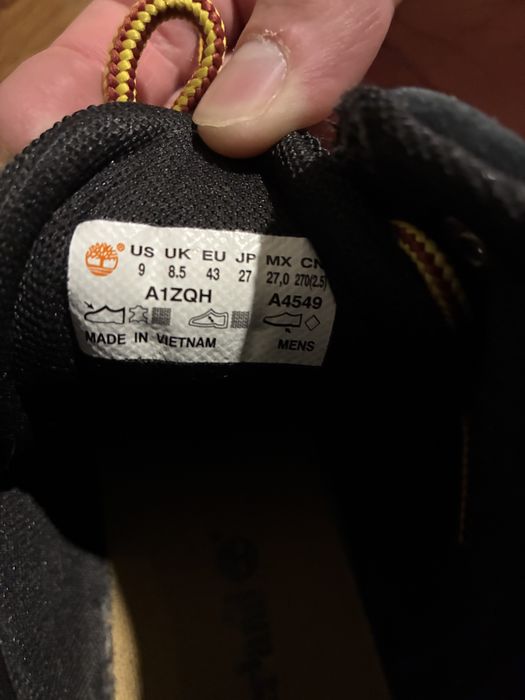 US UK EU JP MX CN
9 8.5 43 27 27,0 270(2.5)
A1ZQH A4549
MADE IN VIETNAM MENS